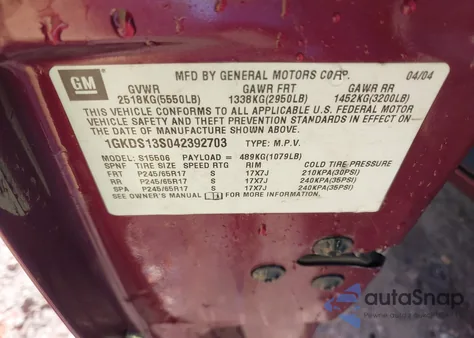 GM
MFD BY GENERAL MOTORS CORP. 04/04
GVWR GAWR FRT GAWR RR
2518KG(5550LB) 1338KG(2950LB) 1452KG(3200LB)
THIS VEHICLE CONFORMS TO ALL APPLICABLE U.S. FEDERAL MOTOR
VEHICLE SAFETY AND THEFT PREVENTION STANDARDS IN EFFECT ON THE
DATE OF MANUFACTURE SHOWN ABOVE.
1GKDS13S042392703 TYPE: M.P.V.
MODEL: S15506 PAYLOAD = 489KG(1079LB)
SPN15 TIRE SIZE SPEED RTG RIM COLD TIRE PRESSURE
FRT P245/65R17 S 17X7J 210KPA(30PSI)
RR P245/65R17 S 17X7J 240KPA(35PSI)
SPA P245/65R17 S 17X7J 240KPA(35PSI)
SEE OWNER'S MANUAL FOR ADDITIONAL INFORMATION.
autoSnap